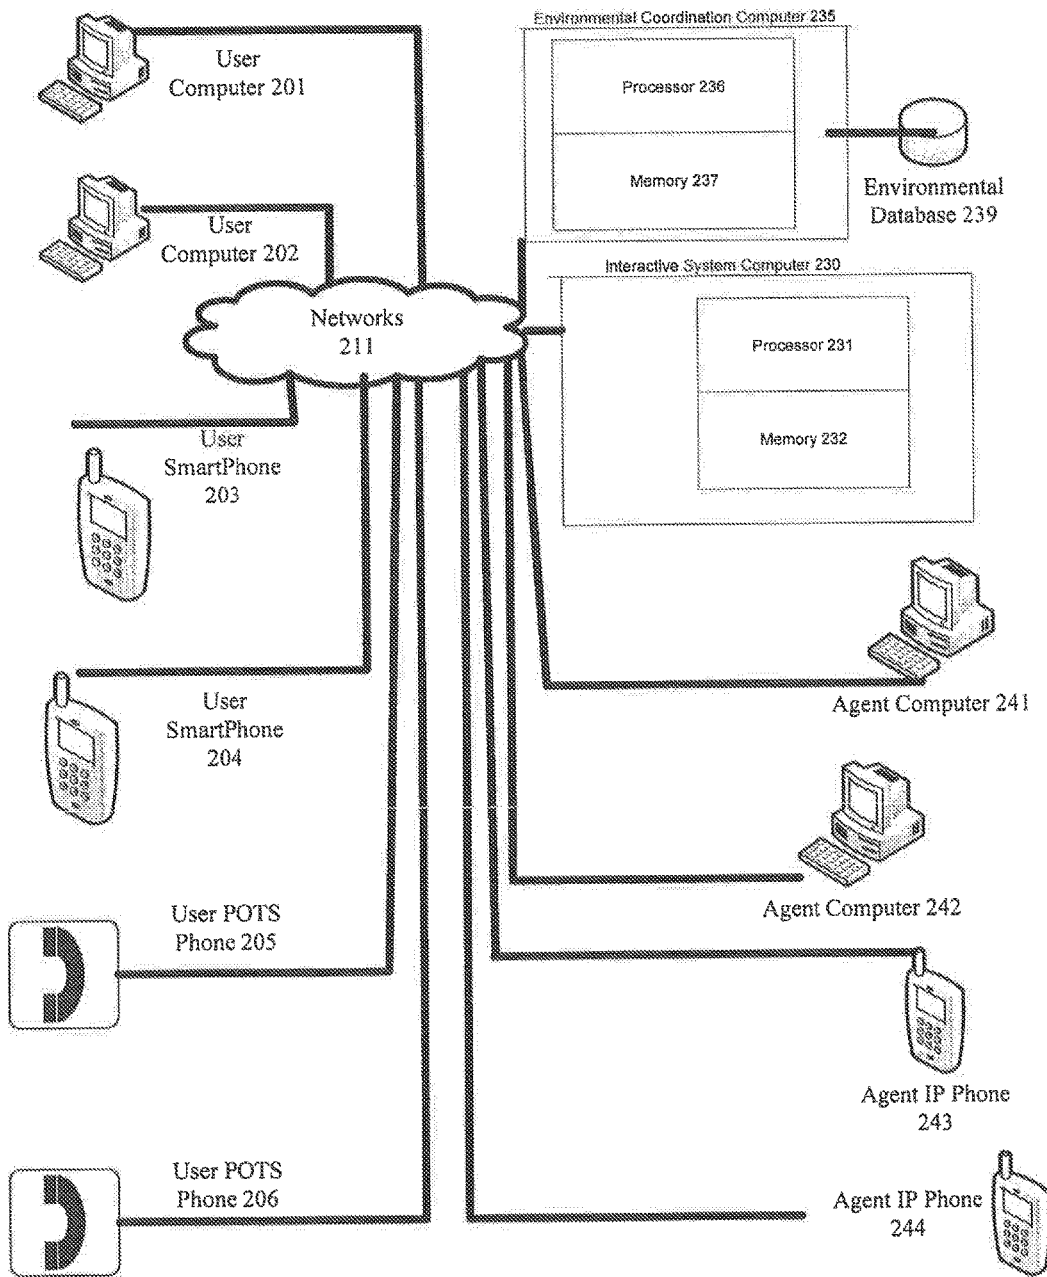 Environmental Coordination Computer 235
User
Computer 201
Processor 236
Memory 237
Environmental
Database 239
User
Computer 202
Interactive System Computer 230
Networks
211
Processor 231
Memory 232
User
SmartPhone
203
User
SmartPhone
204
Agent Computer 241
Agent Computer 242
User POTS
Phone 205
Agent IP Phone
243
User POTS
Phone 206
Agent IP Phone
244